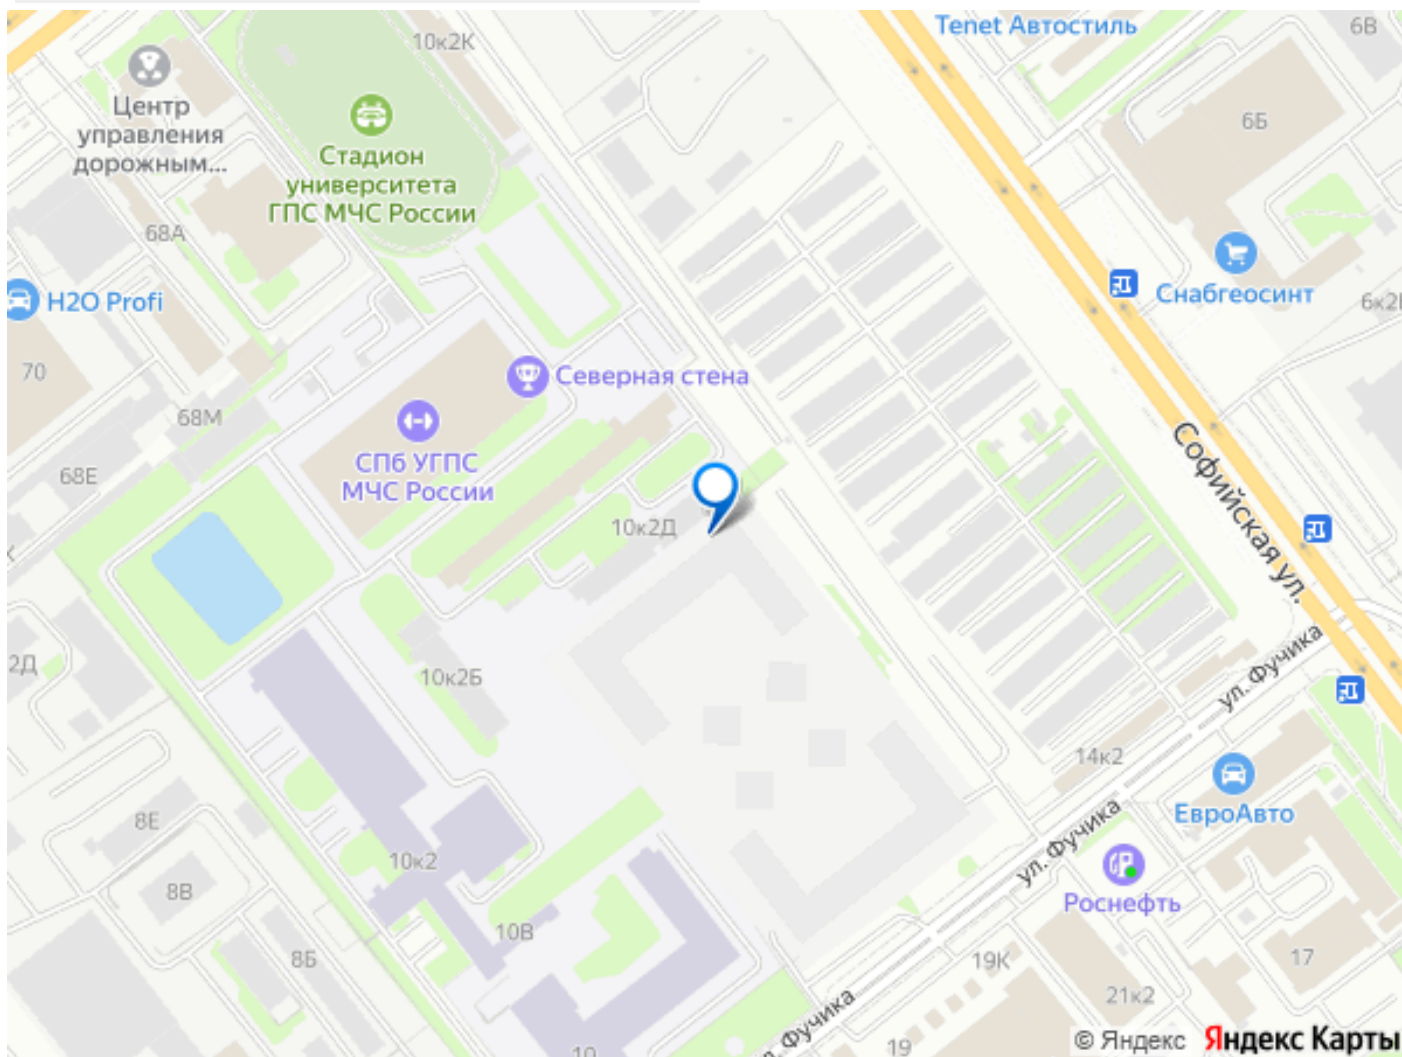 10к2К
Tenet Автостиль
6В
Центр
управления
дорожным...
Стадион
университета
ГПС МЧС России
6Б
68А
H2O Profi
Снабгеосинт
6к2
70
Северная стена
68М
СПб УГПС
МЧС России
68Е
10к2Д
Софийская ул.
2Д
10к2Б
ул. Фучика
14к2
ЕвроАвто
8Е
ул. Фучика
10к2
8В
Роснефть
10В
8Б
19К
17
21к2
ул. Фучика
10
19
© Яндекс Яндекс Карты